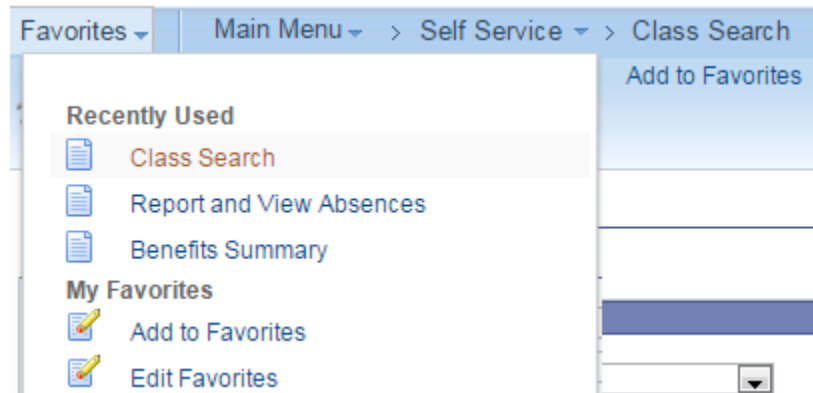 Favorites Main Menu > Self Service > Class Search
Add to Favorites
Recently Used
Class Search
Report and View Absences
Benefits Summary
My Favorites
Add to Favorites
Edit Favorites